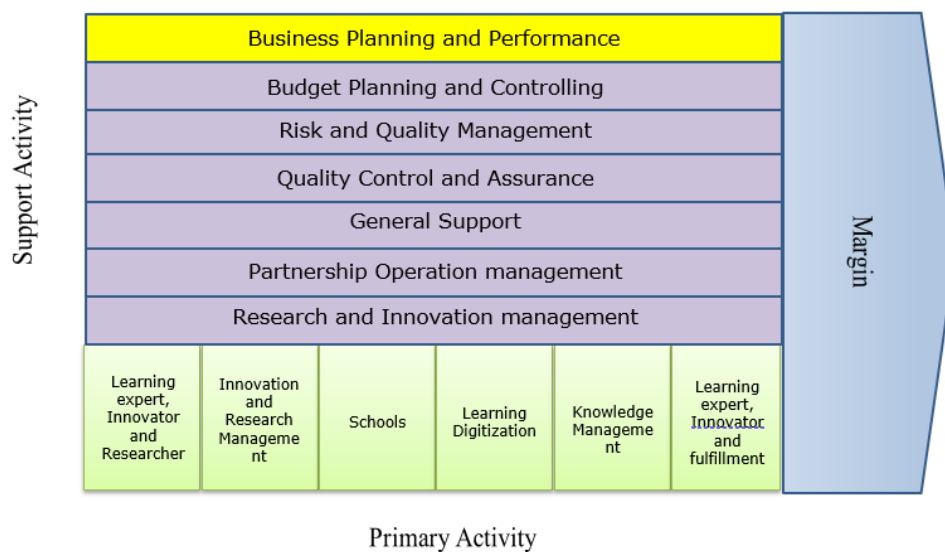 Business Planning and Performance
Budget Planning and Controlling
Risk and Quality Management
Quality Control and Assurance
General Support
Partnership Operation management
Research and Innovation management
Support Activity
Margin
Learning
expert,
Innovator
and
Researcher
Innovation
and
Research
Manageme
nt
Schools
Learning
Digitization
Knowledge
Manageme
nt
Learning
expert,
Innovator
and
fulfillment
Primary Activity